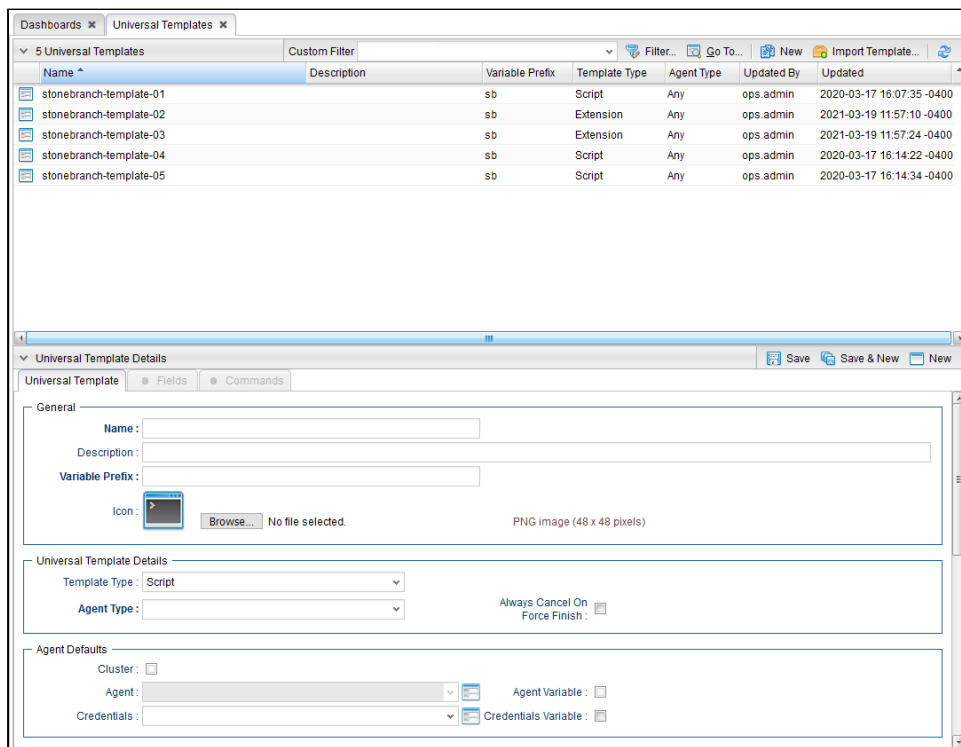 Dashboards Universal Templates
5 Universal Templates Custom Filter Filter... Go To... New Import Template...
Name Description Variable Prefix Template Type Agent Type Updated By Updated
stonebranch-template-01 sb Script Any ops.admin 2020-03-17 16:07:35 -0400
stonebranch-template-02 sb Extension Any ops.admin 2021-03-19 11:57:10 -0400
stonebranch-template-03 sb Extension Any ops.admin 2021-03-19 11:57:24 -0400
stonebranch-template-04 sb Script Any ops.admin 2020-03-17 16:14:22 -0400
stonebranch-template-05 sb Script Any ops.admin 2020-03-17 16:14:34 -0400
Universal Template Details Save Save & New New
Universal Template Fields Commands
General
Name :
Description :
Variable Prefix :
Icon : Browse... No file selected. PNG image (48 x 48 pixels)
Universal Template Details
Template Type : Script
Agent Type : Always Cancel On
Force Finish :
Agent Defaults
Cluster :
Agent : Agent Variable :
Credentials : Credentials Variable :